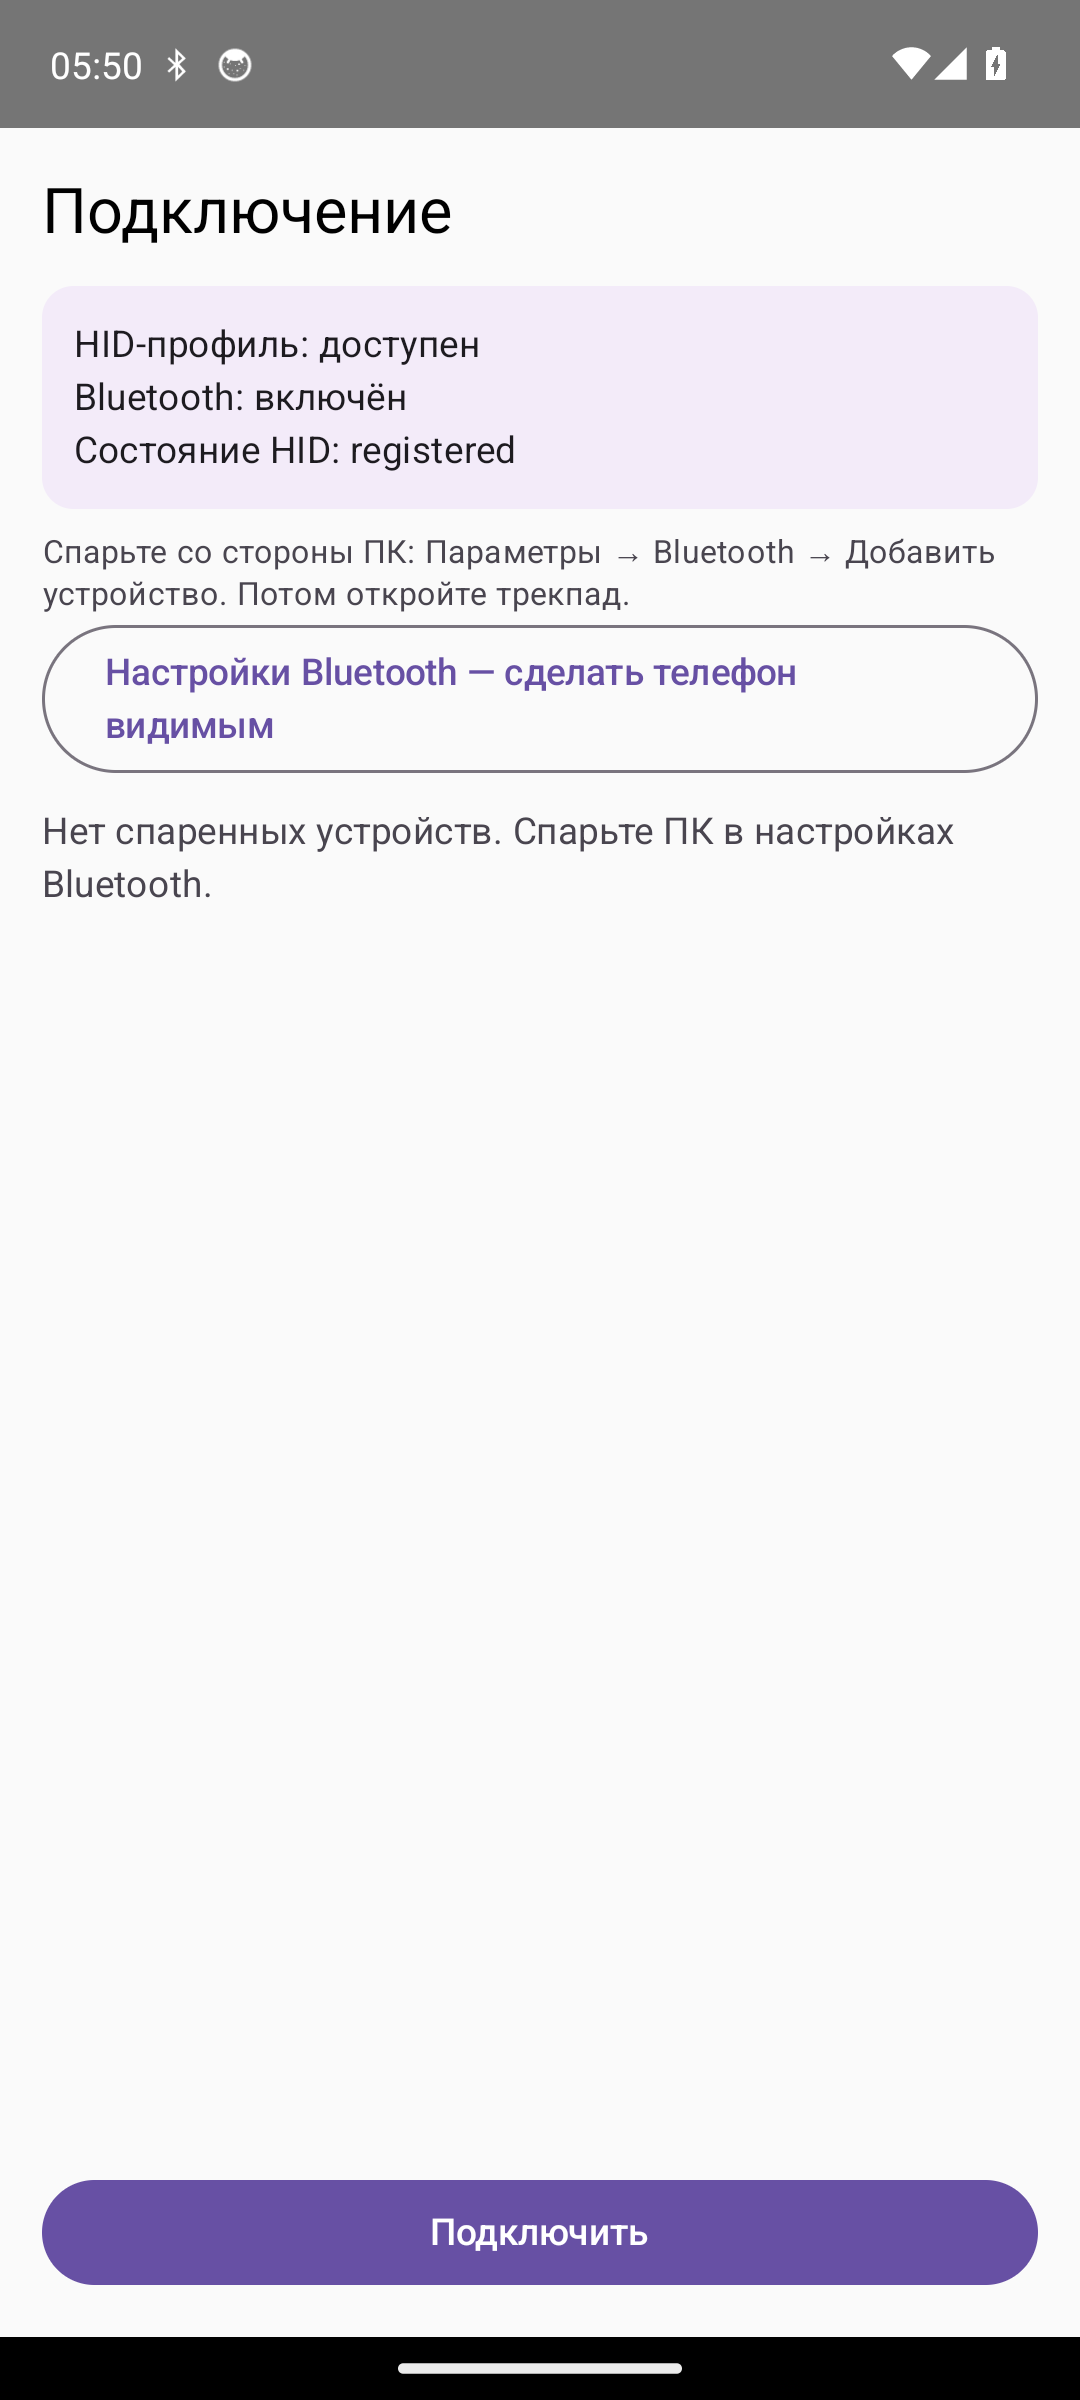 05:50
Подключение
HID-профиль: доступен
Bluetooth: включён
Состояние HID: registered
Спарьте со стороны ПК: Параметры → Bluetooth → Добавить
устройство. Потом откройте трекпад.
Настройки Bluetooth — сделать телефон
видимым
Нет спаренных устройств. Спарьте ПК в настройках
Bluetooth.
Подключить